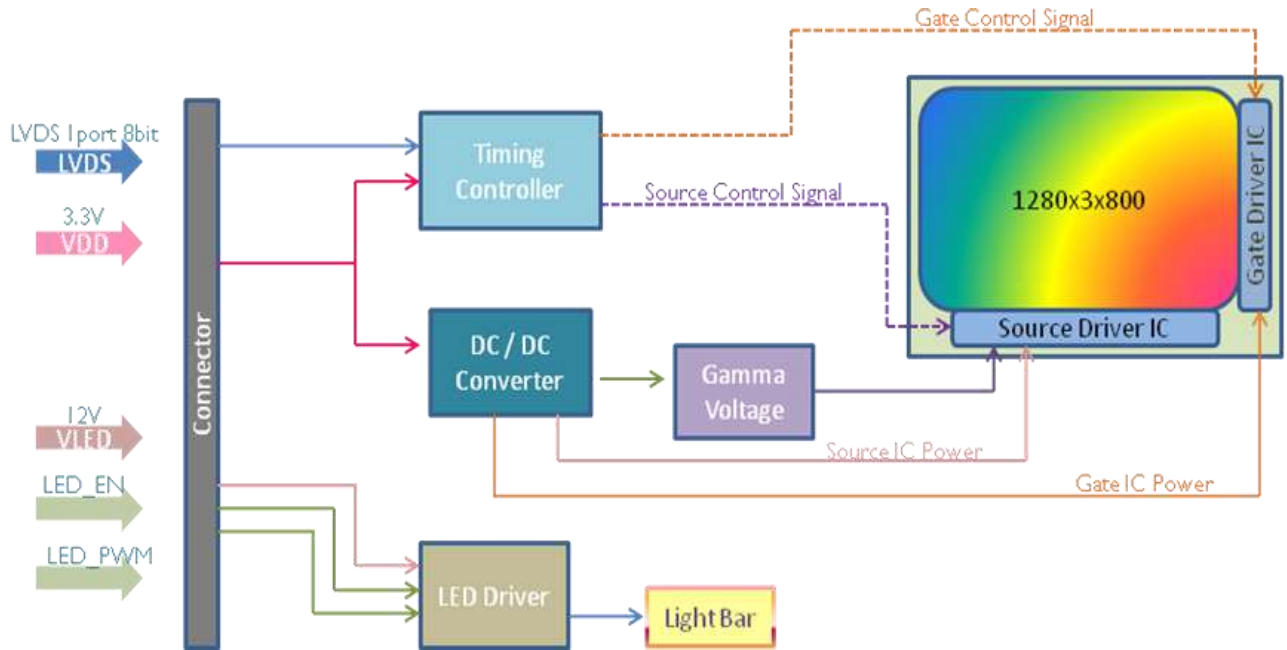 Gate Control Signal
LVDS 1port 8bit
LVDS
3.3V
VDD
12V
VLED
LED_EN
LED_PWM
Connector
Timing
Controller
Source Control Signal
1280x3x800
Gate Driver IC
Source Driver IC
DC / DC
Converter
Gamma
Voltage
Source IC Power
Gate IC Power
LED Driver
Light Bar